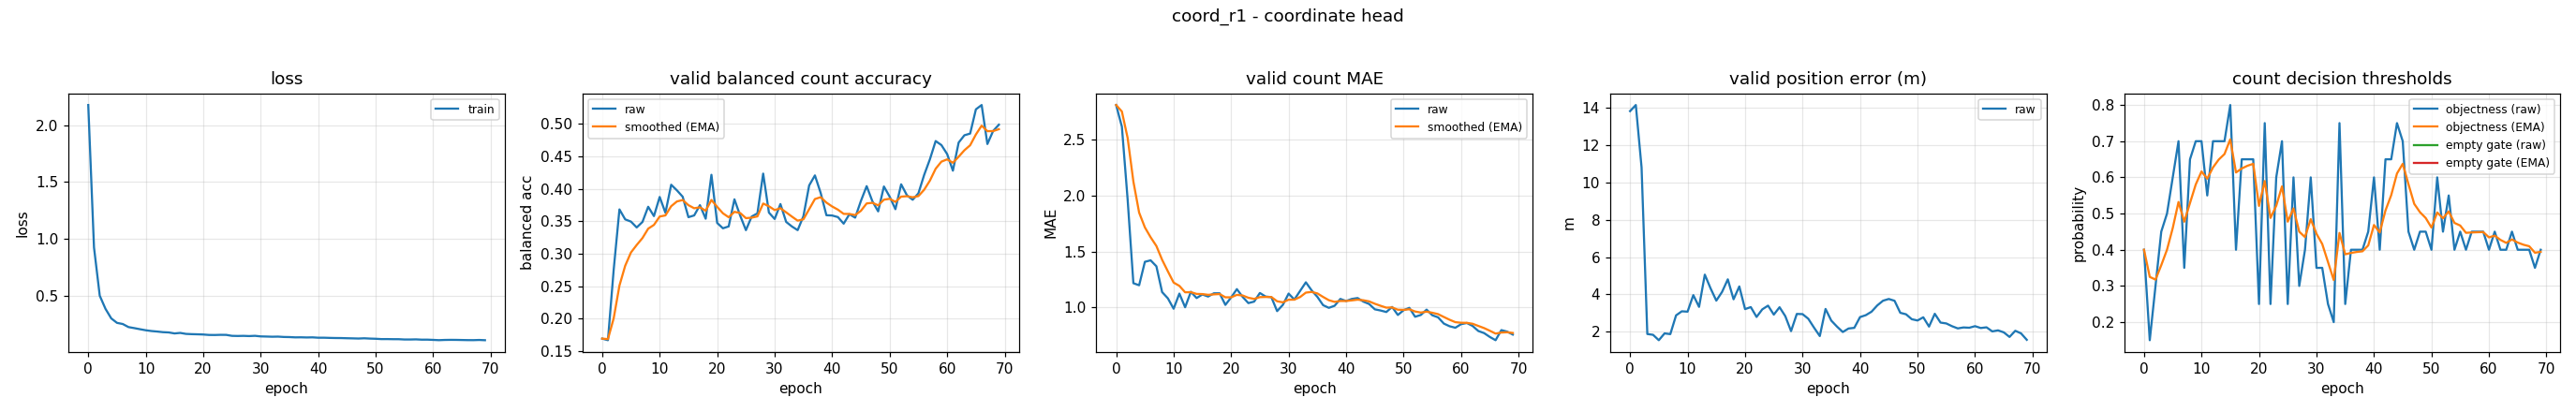 coord_r1 - coordinate head
loss
train
2.0
1.5
1.0
0.5
loss
0 10 20 30 40 50 60 70
epoch
valid balanced count accuracy
raw
smoothed (EMA)
0.50
0.45
0.40
0.35
0.30
0.25
0.20
0.15
balanced acc
0 10 20 30 40 50 60 70
epoch
valid count MAE
raw
smoothed (EMA)
2.5
2.0
1.5
1.0
MAE
0 10 20 30 40 50 60 70
epoch
valid position error (m)
raw
14
12
10
8
6
4
2
m
0 10 20 30 40 50 60 70
epoch
count decision thresholds
objectness (raw)
objectness (EMA)
empty gate (raw)
empty gate (EMA)
0.8
0.7
0.6
0.5
0.4
0.3
0.2
probability
0 10 20 30 40 50 60 70
epoch